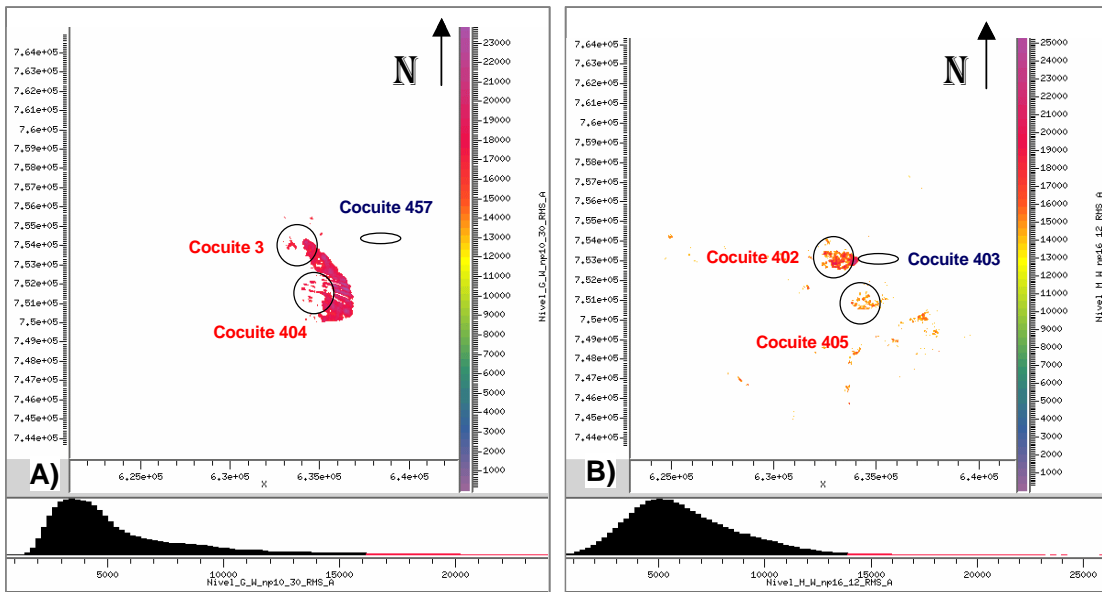 N
7.64e+05
7.63e+05
7.62e+05
7.61e+05
7.6e+05
7.59e+05
7.58e+05
7.57e+05
7.56e+05
7.55e+05
7.54e+05
7.53e+05
7.52e+05
7.51e+05
7.5e+05
7.49e+05
7.48e+05
7.47e+05
7.46e+05
7.45e+05
7.44e+05
Cocuite 457
Cocuite 3
Cocuite 404
23000
22000
21000
20000
19000
18000
17000
16000
15000
14000
13000
12000
11000
10000
9000
8000
7000
6000
5000
4000
3000
2000
1000
Nivel_G_W_np10_30_RMS_A
A)
6.25e+05 6.3e+05 6.35e+05 6.4e+05
X
5000 10000 15000 20000
Nivel_G_W_np10_30_RMS_A
N
7.64e+05
7.63e+05
7.62e+05
7.61e+05
7.6e+05
7.59e+05
7.58e+05
7.57e+05
7.56e+05
7.55e+05
7.54e+05
7.53e+05
7.52e+05
7.51e+05
7.5e+05
7.49e+05
7.48e+05
7.47e+05
7.46e+05
7.45e+05
7.44e+05
Cocuite 402
Cocuite 403
Cocuite 405
25000
24000
23000
22000
21000
20000
19000
18000
17000
16000
15000
14000
13000
12000
11000
10000
9000
8000
7000
6000
5000
4000
3000
2000
1000
Nivel_M_W_np16_12_RMS_A
B)
6.25e+05 6.3e+05 6.35e+05 6.4e+05
X
5000 10000 15000 20000 25000
Nivel_M_W_np16_12_RMS_A